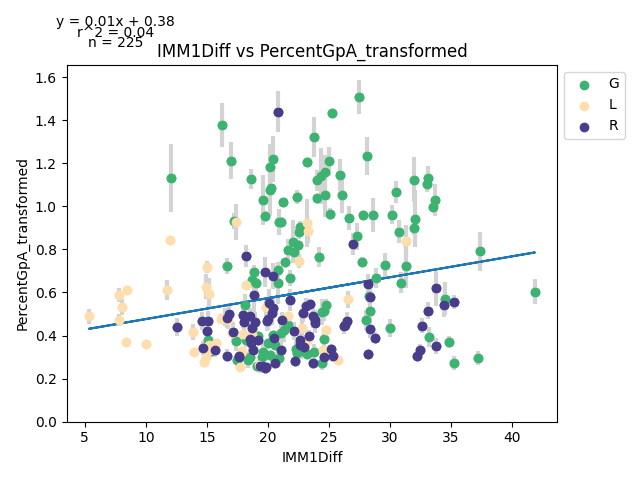 y = 0.01x + 0.38
r^2 = 0.04
n = 225
IMM1Diff vs PercentGpA_transformed
G
L
R
PercentGpA_transformed
1.6
1.4
1.2
1.0
0.8
0.6
0.4
0.2
0.0
5 10 15 20 25 30 35 40
IMM1Diff